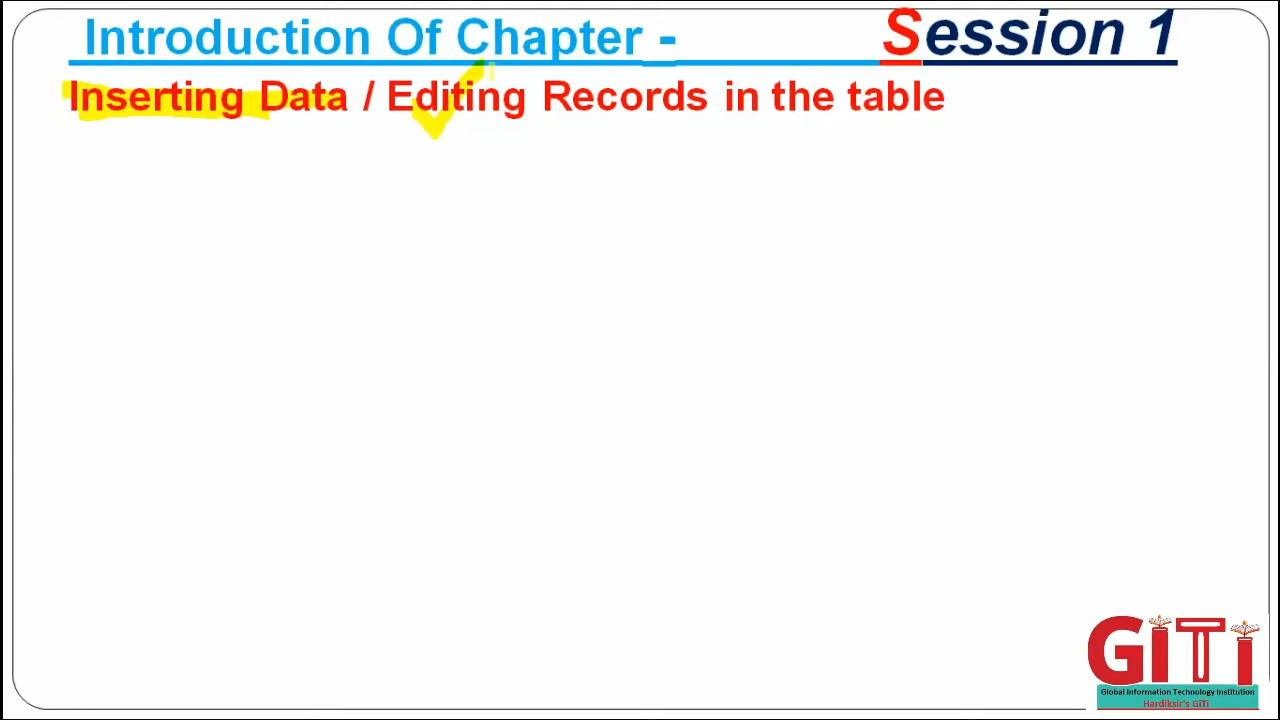 Introduction Of Chapter - Session 1
Inserting Data / Editing Records in the table
GiTi
Global Information Technology Institution
Hardiksir's GiTi